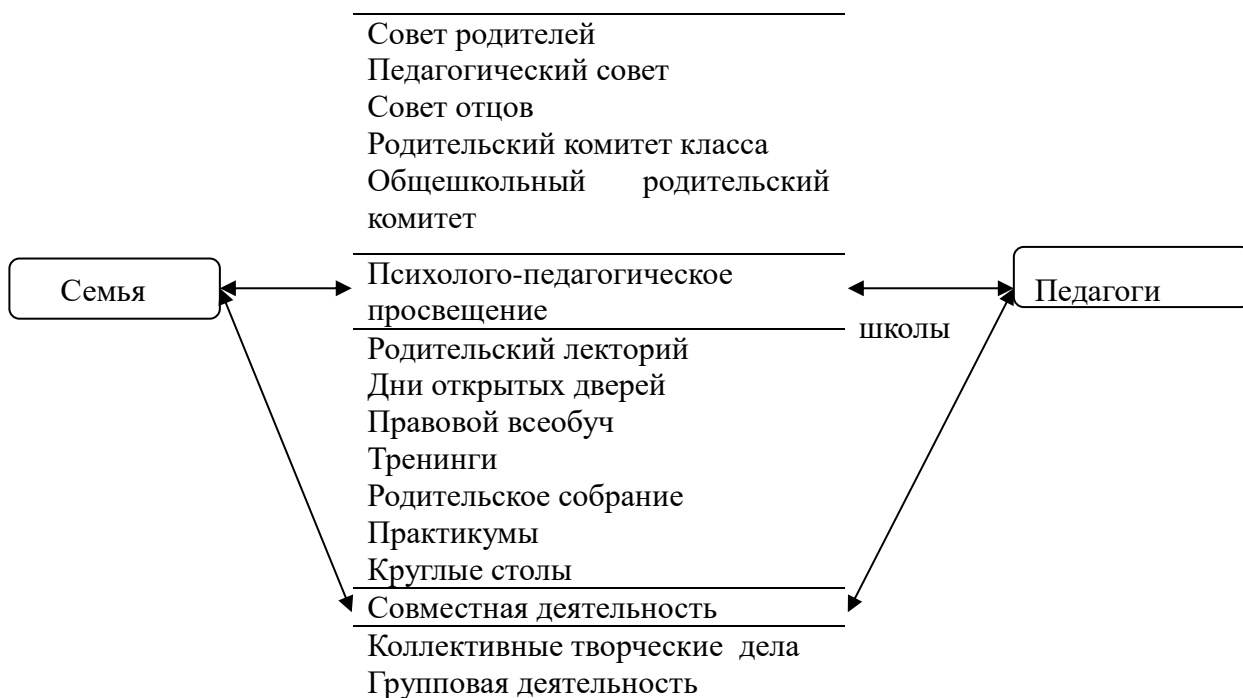 Совет родителей
Педагогический совет
Совет отцов
Родительский комитет класса
Общешкольный родительский
комитет
Семья
Психолого-педагогическое
просвещение
Педагоги
школы
Родительский лекторий
Дни открытых дверей
Правовой всеобуч
Тренинги
Родительское собрание
Практикумы
Круглые столы
Совместная деятельность
Коллективные творческие дела
Групповая деятельность